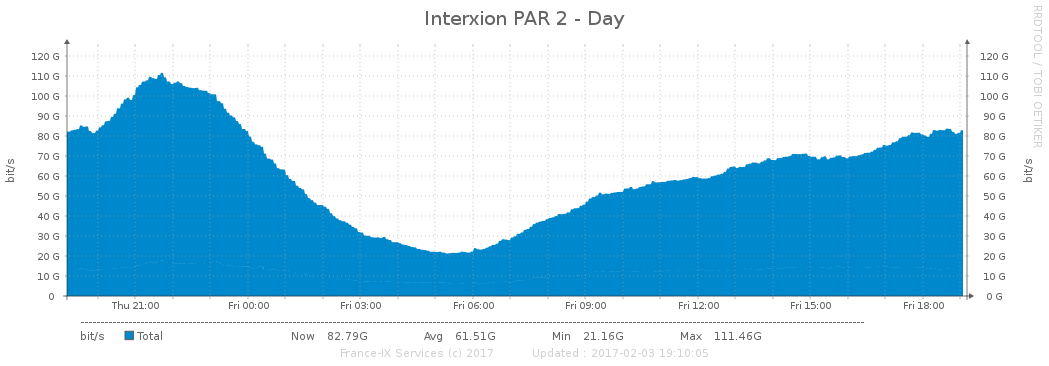 Interxion PAR 2 - Day
RRDTOOL / TOBI OETIKER
120 G 120 G
110 G 110 G
100 G 100 G
90 G 90 G
80 G 80 G
70 G 70 G
60 G 60 G
50 G 50 G
40 G 40 G
30 G 30 G
20 G 20 G
10 G 10 G
0 0 G
bit/s
bit/s
Thu 21:00 Fri 00:00 Fri 03:00 Fri 06:00 Fri 09:00 Fri 12:00 Fri 15:00 Fri 18:00
bit/s Total Now 82.79G Avg 61.51G Min 21.16G Max 111.46G
France-IX Services (c) 2017 Updated : 2017-02-03 19:10:05